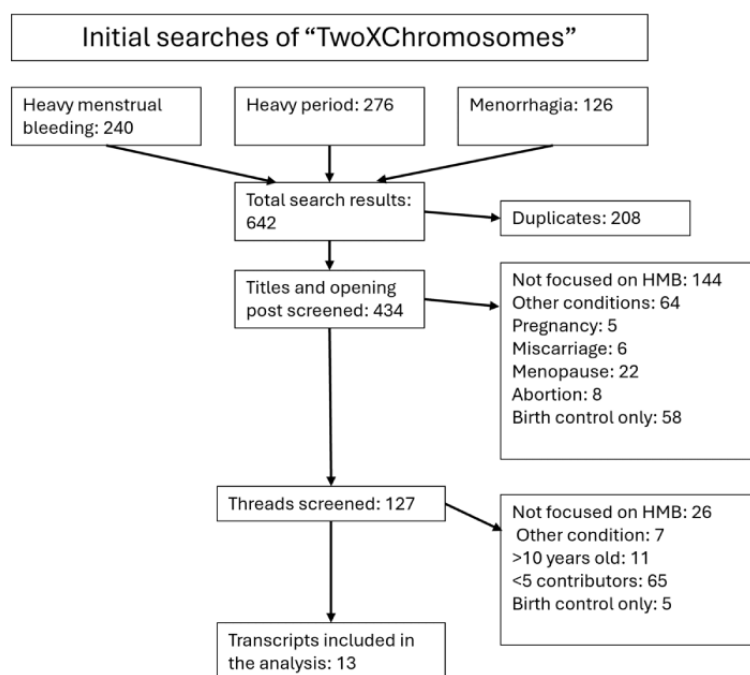 Initial searches of “TwoXChromosomes”
Heavy menstrual
bleeding: 240
Heavy period: 276
Menorrhagia: 126
Total search results:
642
Duplicates: 208
Titles and opening
post screened: 434
Not focused on HMB: 144
Other conditions: 64
Pregnancy: 5
Miscarriage: 6
Menopause: 22
Abortion: 8
Birth control only: 58
Threads screened: 127
Not focused on HMB: 26
Other condition: 7
>10 years old: 11
<5 contributors: 65
Birth control only: 5
Transcripts included in
the analysis: 13